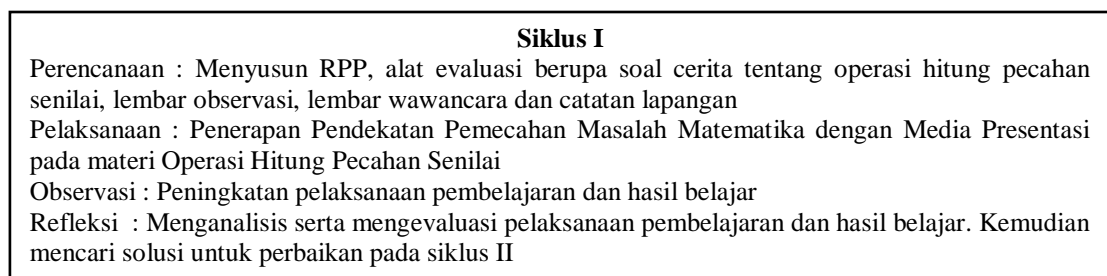 Siklus I
Perencanaan : Menyusun RPP, alat evaluasi berupa soal cerita tentang operasi hitung pecahan
senilai, lembar observasi, lembar wawancara dan catatan lapangan
Pelaksanaan : Penerapan Pendekatan Pemecahan Masalah Matematika dengan Media Presentasi
pada materi Operasi Hitung Pecahan Senilai
Observasi : Peningkatan pelaksanaan pembelajaran dan hasil belajar
Refleksi : Menganalisis serta mengevaluasi pelaksanaan pembelajaran dan hasil belajar. Kemudian
mencari solusi untuk perbaikan pada siklus II